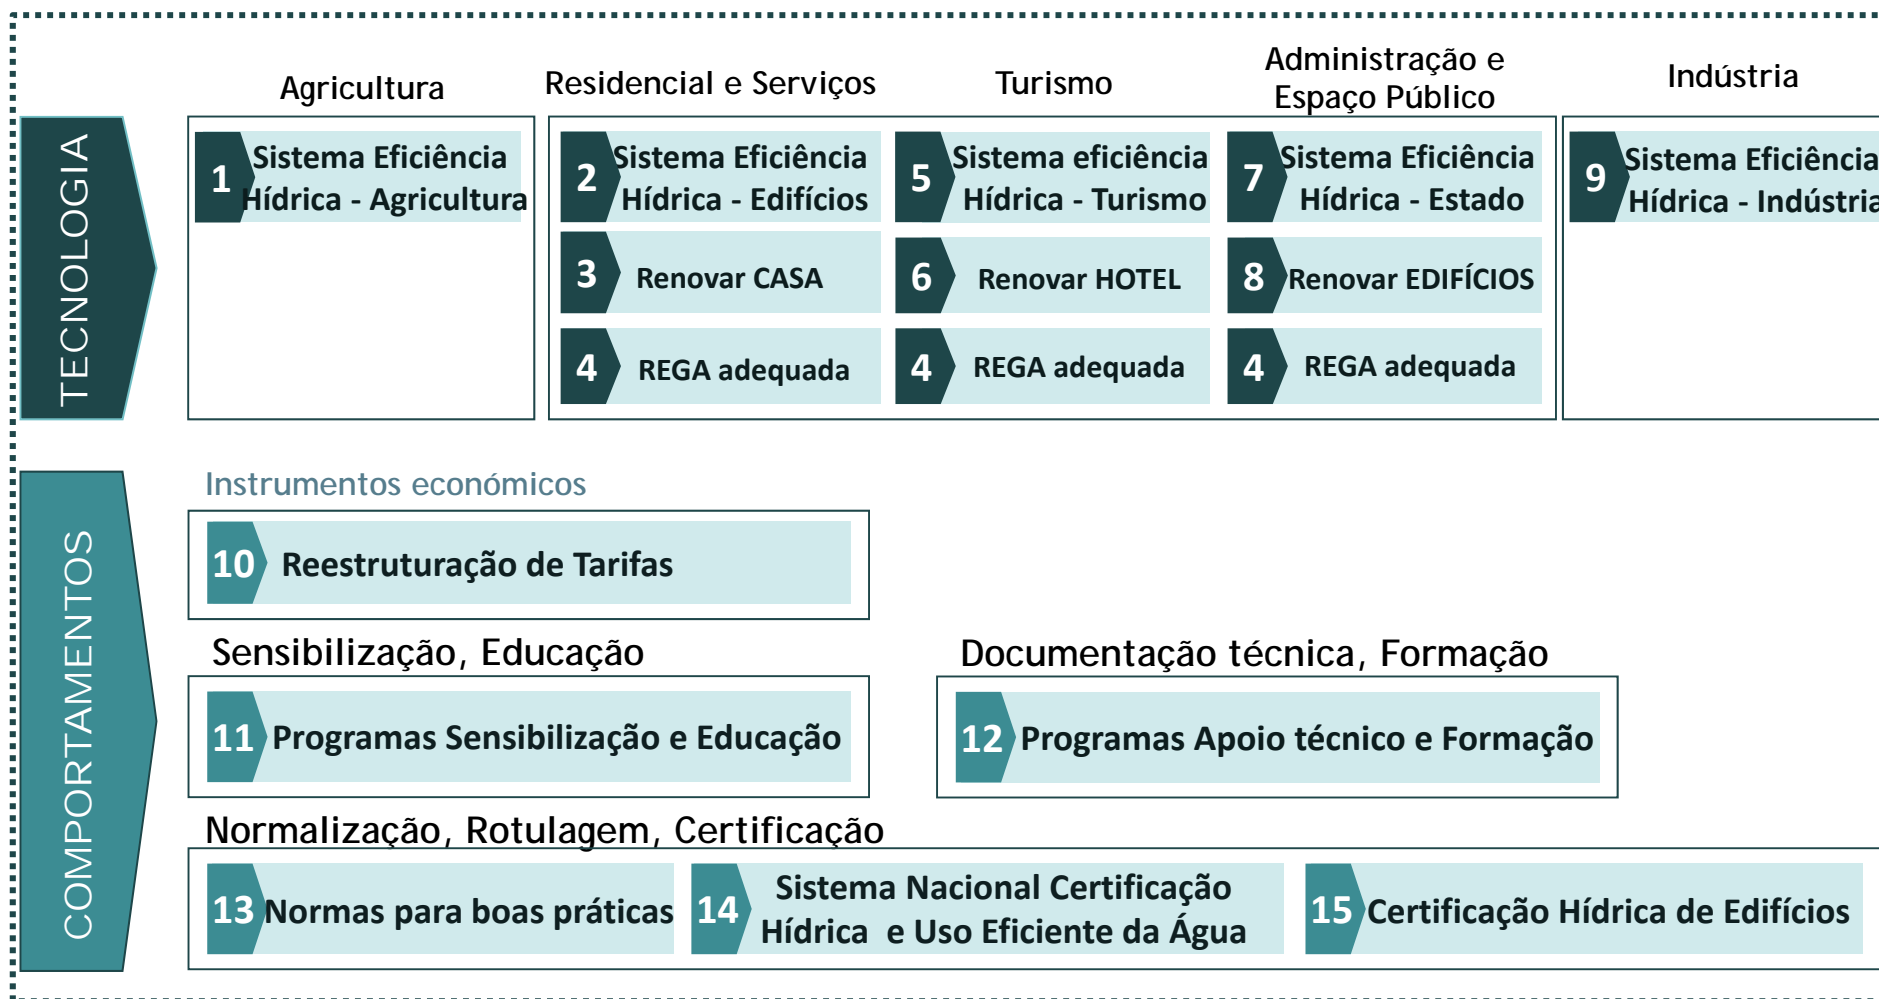 Agricultura
Residencial e Serviços
Turismo
Administração e
Espaço Público
Indústria
TECNOLOGIA
1
Sistema Eficiência
Hídrica - Agricultura
2
Sistema Eficiência
Hídrica - Edifícios
5
Sistema eficiência
Hídrica - Turismo
7
Sistema Eficiência
Hídrica - Estado
9
Sistema Eficiência
Hídrica - Indústria
3
Renovar CASA
6
Renovar HOTEL
8
Renovar EDIFÍCIOS
4
REGA adequada
4
REGA adequada
4
REGA adequada
COMPORTAMENTOS
Instrumentos económicos
10
Reestruturação de Tarifas
Sensibilização, Educação
11
Programas Sensibilização e Educação
Documentação técnica, Formação
12
Programas Apoio técnico e Formação
Normalização, Rotulagem, Certificação
13
Normas para boas práticas
14
Sistema Nacional Certificação
Hídrica e Uso Eficiente da Água
15
Certificação Hídrica de Edifícios